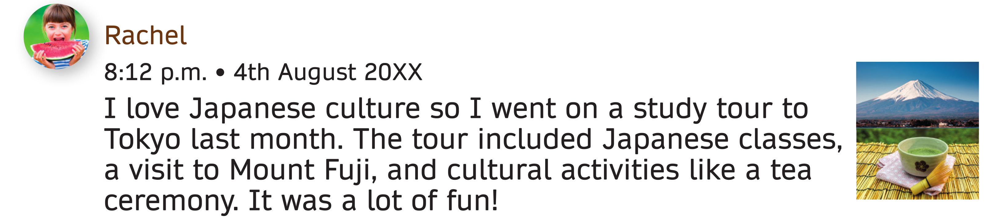 Rachel
8:12 p.m. • 4th August 20XX
I love Japanese culture so I went on a study tour to
Tokyo last month. The tour included Japanese classes,
a visit to Mount Fuji, and cultural activities like a tea
ceremony. It was a lot of fun!